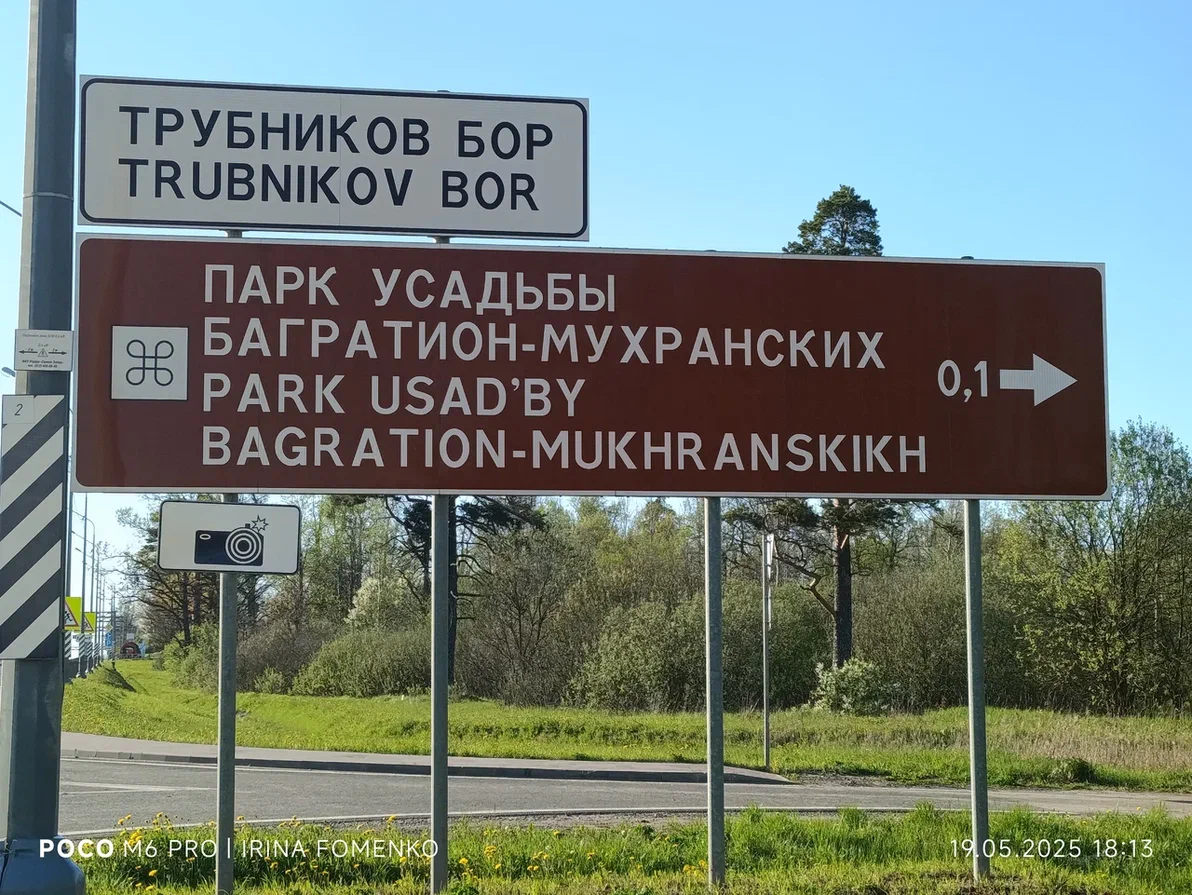 ТРУБНИКОВ БОР
TRUBNIKOV BOR
ПАРК УСАДЬБЫ
БАГРАТИОН-МУХРАНСКИХ
PARK USAD'BY
BAGRATION-MUKHRANSKIKH
0,1
2
POCO M6 PRO | IRINA FOMENKO
19.05.2025 18:13